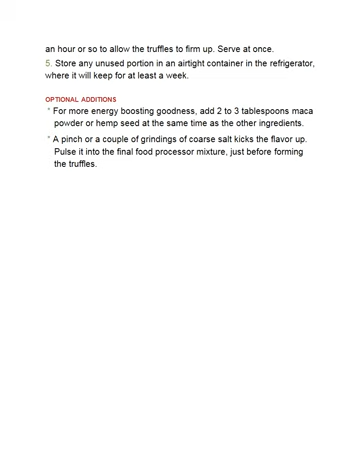 an hour or so to allow the truffles to firm up. Serve at once.
5. Store any unused portion in an airtight container in the refrigerator,
where it will keep for at least a week.
OPTIONAL ADDITIONS
* For more energy boosting goodness, add 2 to 3 tablespoons maca
powder or hemp seed at the same time as the other ingredients.
* A pinch or a couple of grindings of coarse salt kicks the flavor up.
Pulse it into the final food processor mixture, just before forming
the truffles.